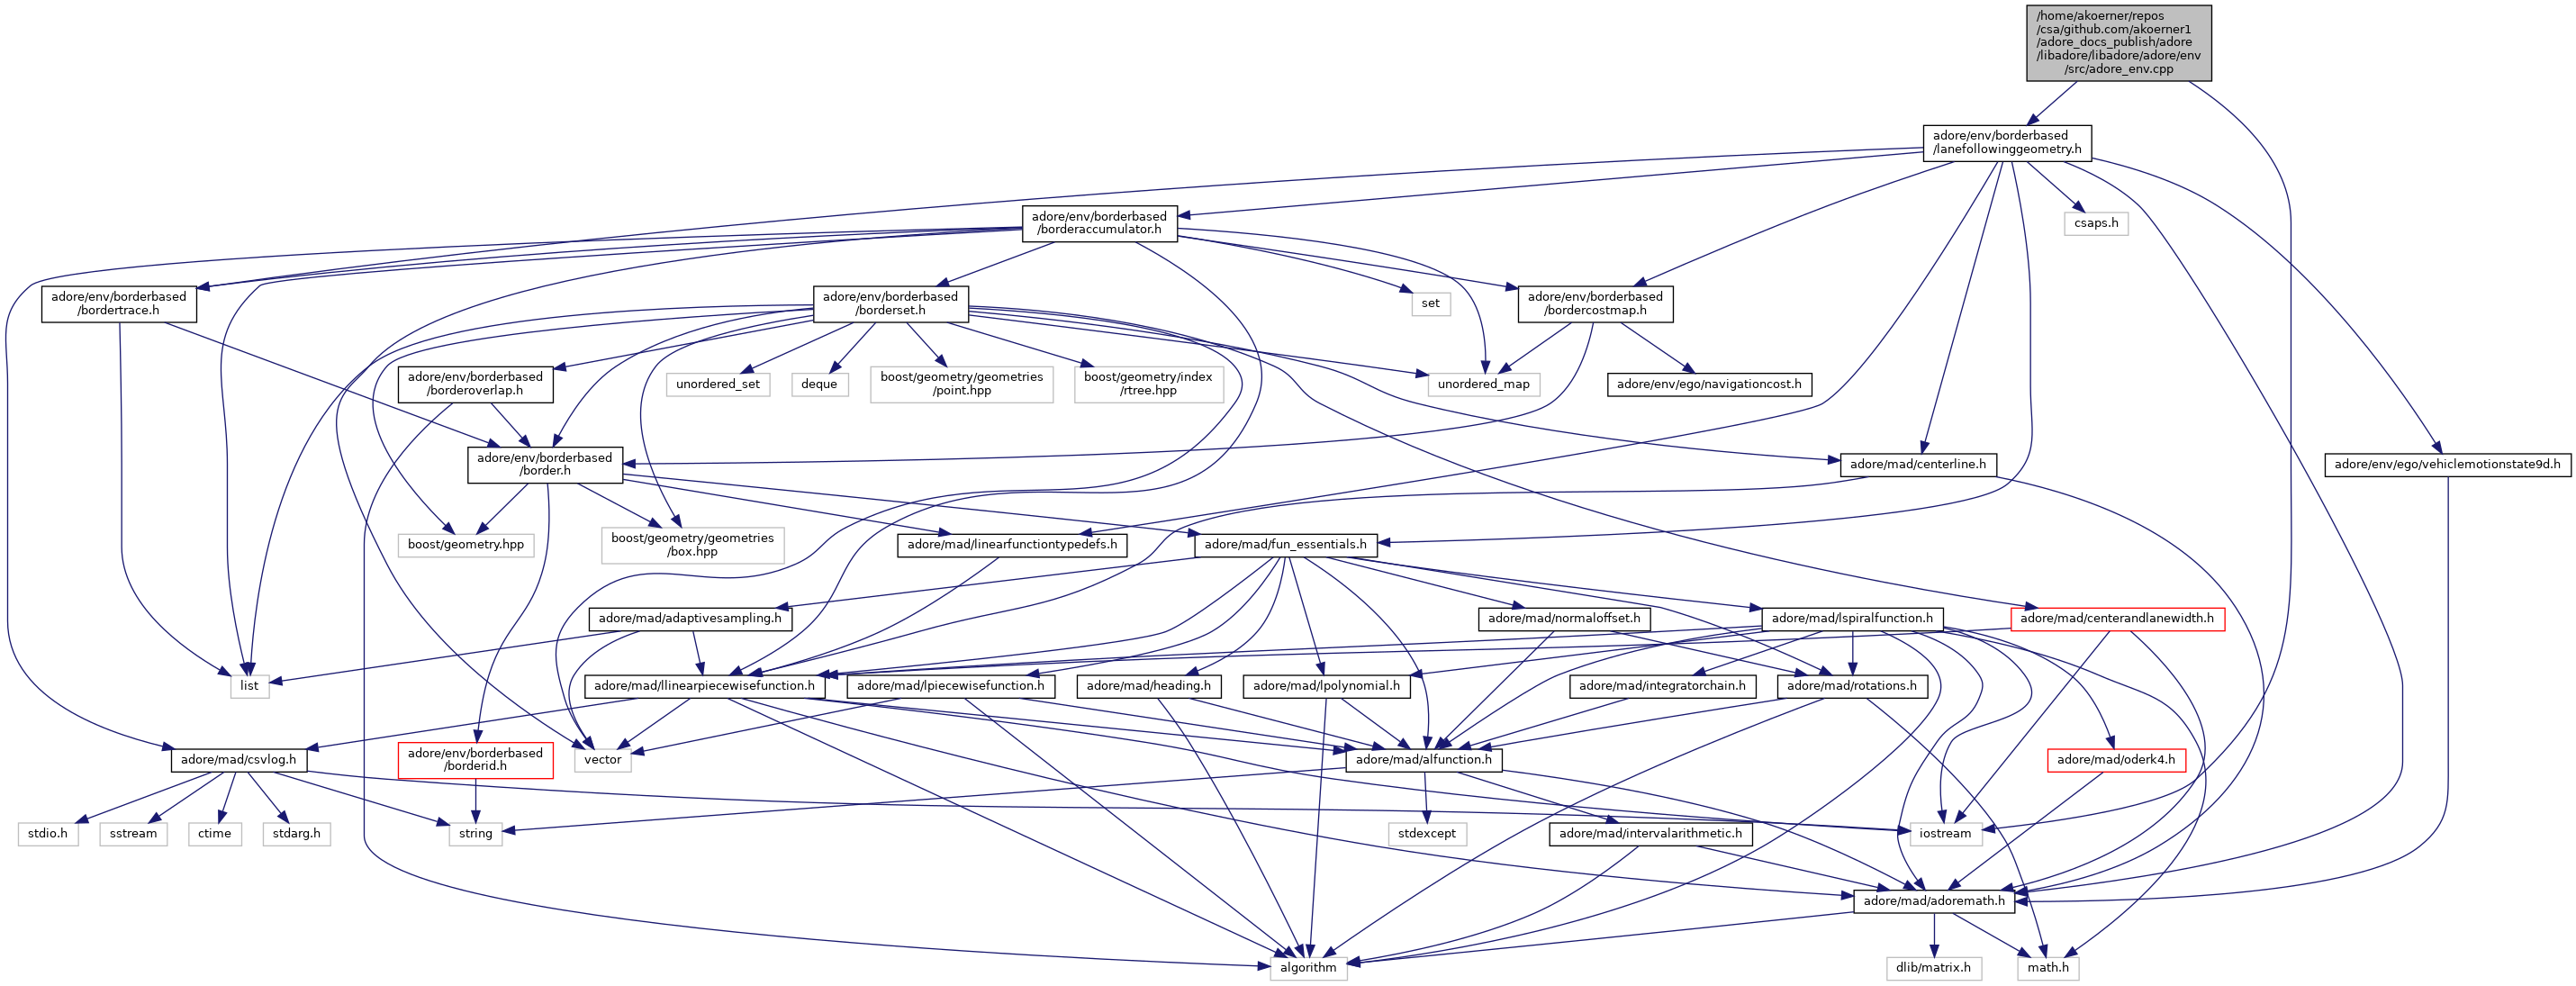 /home/akoerner/repos
/csa/github.com/akoerner1
/adore_docs_publish/adore
/libadore/libadore/adore/env
/src/adore_env.cpp
adore/env/borderbased
/lanefollowinggeometry.h
adore/env/borderbased
/borderaccumulator.h
csaps.h
adore/env/borderbased
/bordertrace.h
adore/env/borderbased
/borderset.h
set
adore/env/borderbased
/bordercostmap.h
adore/env/borderbased
/borderoverlap.h
unordered_set
deque
boost/geometry/geometries
/point.hpp
boost/geometry/index
/rtree.hpp
unordered_map
adore/env/ego/navigationcost.h
adore/env/borderbased
/border.h
adore/mad/centerline.h
adore/env/ego/vehiclemotionstate9d.h
boost/geometry.hpp
boost/geometry/geometries
/box.hpp
adore/mad/linearfunctiontypedefs.h
adore/mad/fun_essentials.h
adore/mad/adaptivesampling.h
adore/mad/normaloffset.h
adore/mad/lspiralfunction.h
adore/mad/centerandlanewidth.h
list
adore/mad/llinearpiecewisefunction.h
adore/mad/lpiecewisefunction.h
adore/mad/heading.h
adore/mad/lpolynomial.h
adore/mad/integratorchain.h
adore/mad/rotations.h
adore/mad/csvlog.h
adore/env/borderbased
/borderid.h
vector
adore/mad/alfunction.h
adore/mad/oderk4.h
stdio.h
sstream
ctime
stdarg.h
string
stdexcept
adore/mad/intervalarithmetic.h
iostream
adore/mad/adoremath.h
algorithm
dlib/matrix.h
math.h